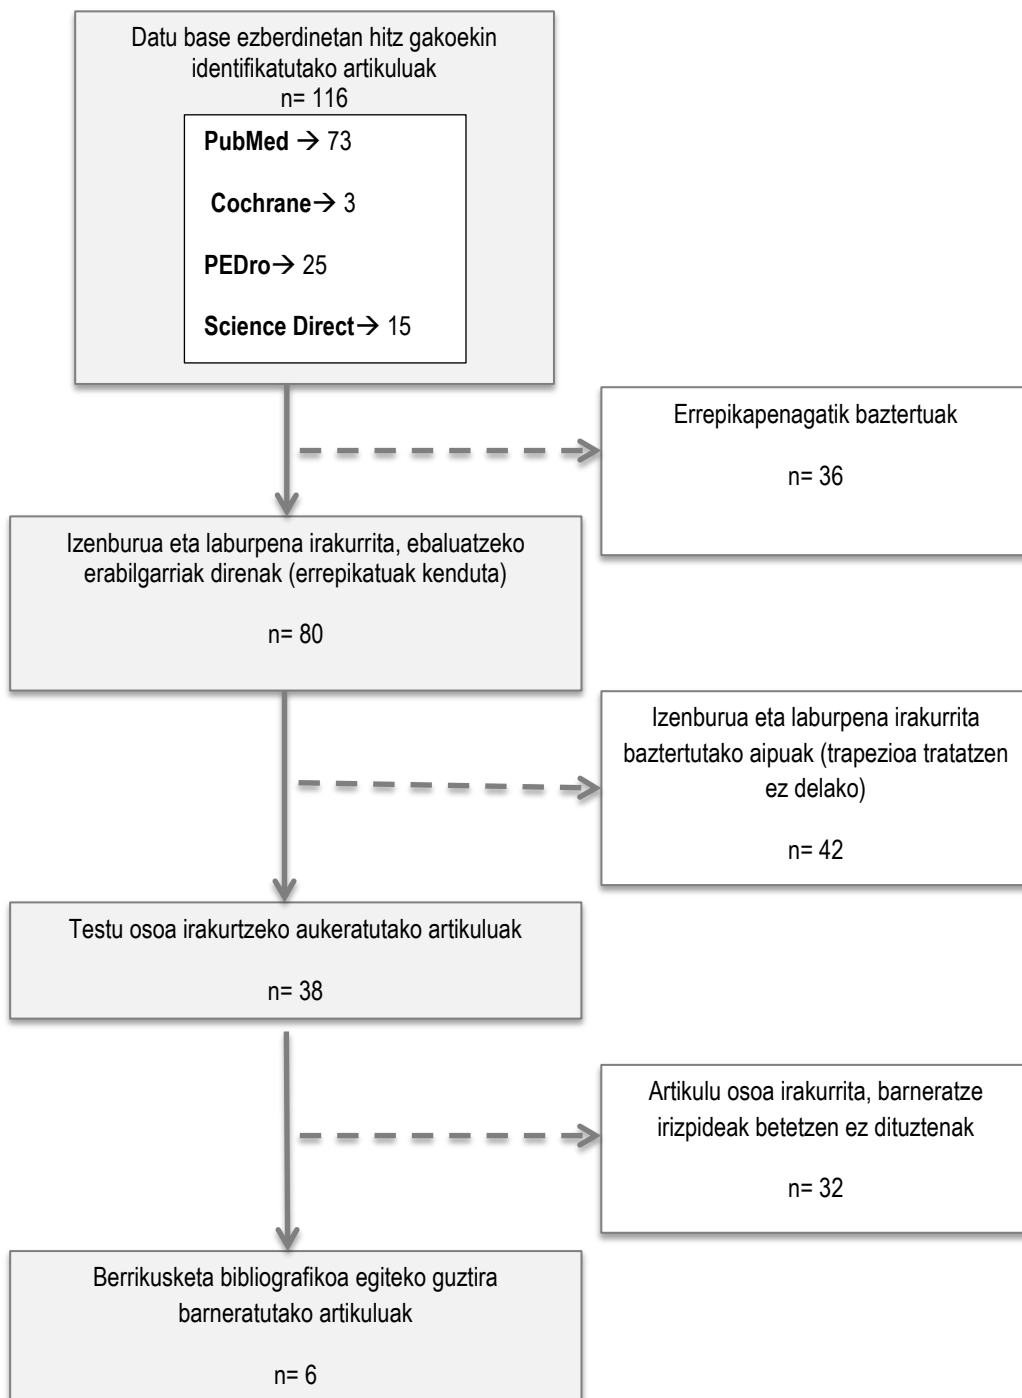 Datu base ezberdinetan hitz gakoekin
identifikatutako artikuluak
n= 116
PubMed → 73
Cochrane→ 3
PEDro→ 25
Science Direct→ 15
Errepikapenagatik baztertuak
n= 36
Izenburua eta laburpena irakurrita, ebaluatzeko
erabilgarriak direnak (errepikatuak kenduta)
n= 80
Izenburua eta laburpena irakurrita
baztertutako aipuak (trapezioa tratatzen
ez delako)
n= 42
Testu osoa irakurtzeko aukeratutako artikuluak
n= 38
Artikulu osoa irakurrita, barneratze
irizpideak betetzen ez dituztenak
n= 32
Berrikusketa bibliografikoa egiteko guztira
barneratutako artikuluak
n= 6